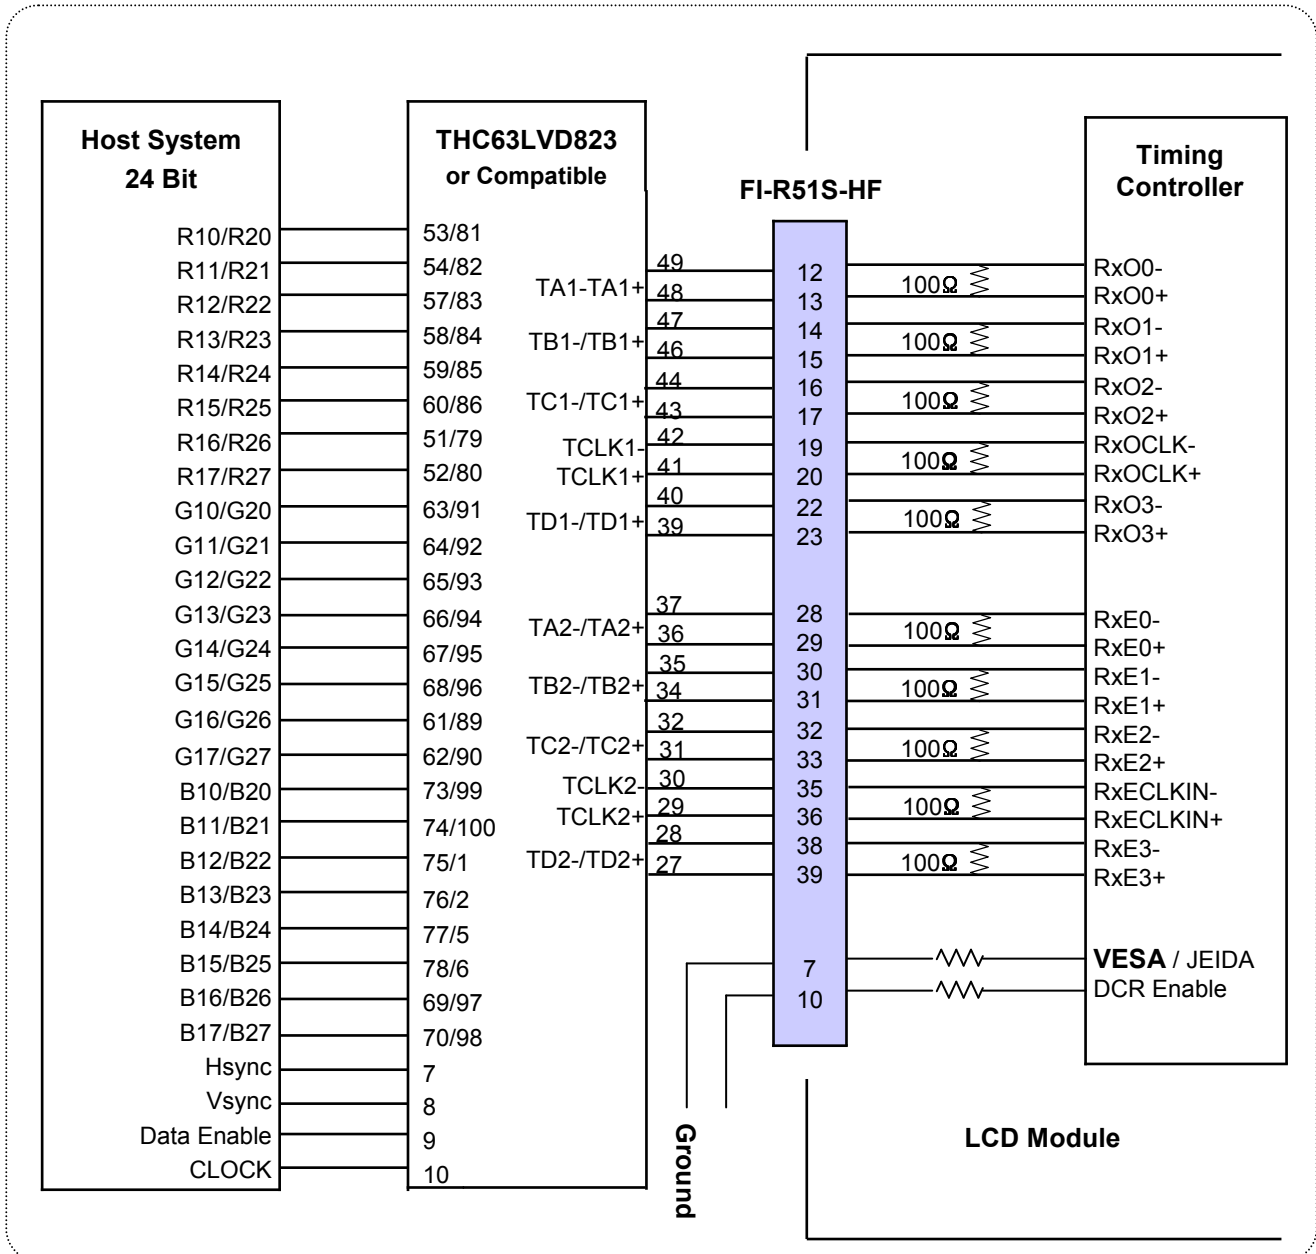 Host System
24 Bit
R10/R20
R11/R21
R12/R22
R13/R23
R14/R24
R15/R25
R16/R26
R17/R27
G10/G20
G11/G21
G12/G22
G13/G23
G14/G24
G15/G25
G16/G26
G17/G27
B10/B20
B11/B21
B12/B22
B13/B23
B14/B24
B15/B25
B16/B26
B17/B27
Hsync
Vsync
Data Enable
CLOCK
THC63LVD823
or Compatible
53/81
54/82
57/83
58/84
59/85
60/86
51/79
52/80
63/91
64/92
65/93
66/94
67/95
68/96
61/89
62/90
73/99
74/100
75/1
76/2
77/5
78/6
69/97
70/98
7
8
9
10
TA1-TA1+
TB1-/TB1+
TC1-/TC1+
TCLK1-
TCLK1+
TD1-/TD1+
TA2-/TA2+
TB2-/TB2+
TC2-/TC2+
TCLK2-
TCLK2+
TD2-/TD2+
49
48
47
46
44
43
42
41
40
39
37
36
35
34
32
31
30
29
28
27
FI-R51S-HF
12
13
14
15
16
17
19
20
22
23
28
29
30
31
32
33
35
36
38
39
7
10
100Ω
100Ω
100Ω
100Ω
100Ω
100Ω
100Ω
100Ω
100Ω
100Ω
Timing
Controller
RxO0-
RxO0+
RxO1-
RxO1+
RxO2-
RxO2+
RxOCLK-
RxOCLK+
RxO3-
RxO3+
RxE0-
RxE0+
RxE1-
RxE1+
RxE2-
RxE2+
RxECLKIN-
RxECLKIN+
RxE3-
RxE3+
VESA / JEIDA
DCR Enable
Ground
LCD Module